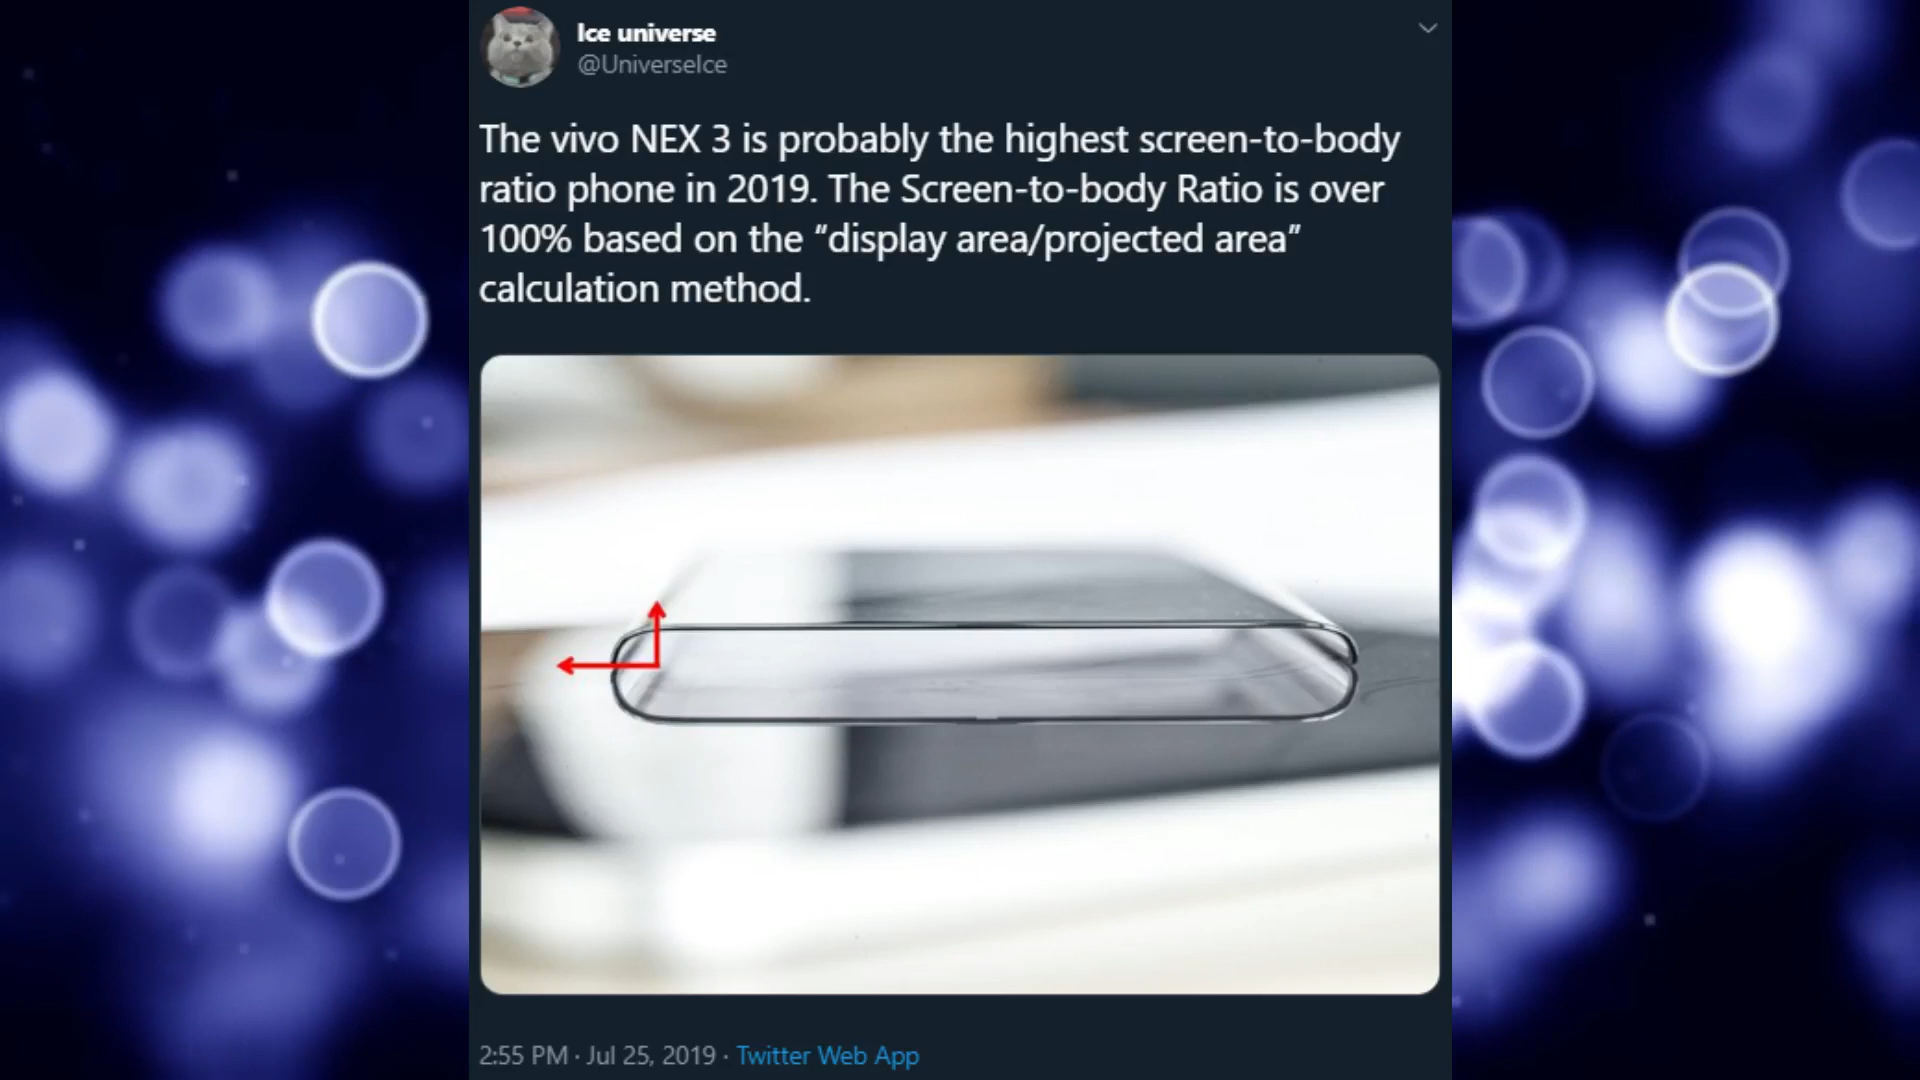 Ice universe
@UniverseIce
The vivo NEX 3 is probably the highest screen-to-body
ratio phone in 2019. The Screen-to-body Ratio is over
100% based on the “display area/projected area”
calculation method.
2:55 PM · Jul 25, 2019 · Twitter Web App